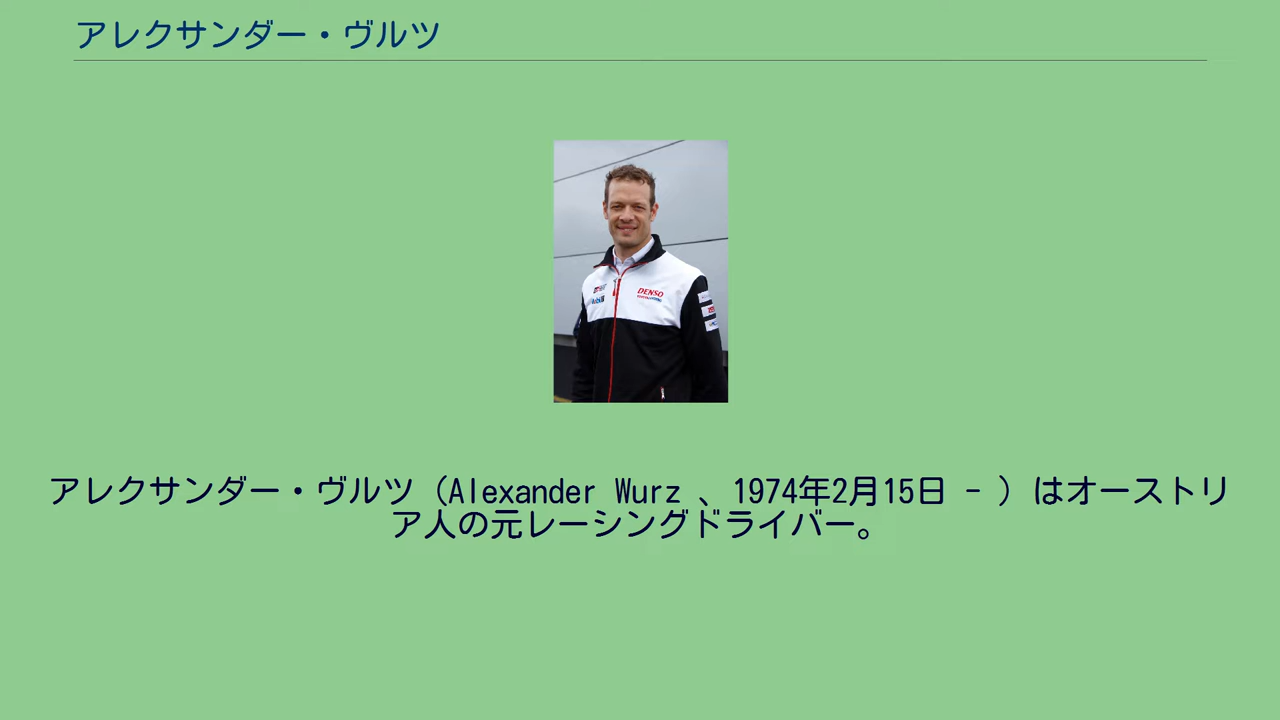 アレクサンダー・ヴルツ
DENSO
アレクサンダー・ヴルツ（Alexander Wurz 、1974年2月15日 - ）はオーストリ
ア人の元レーシングドライバー。